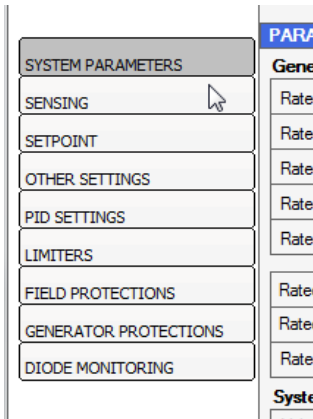 SYSTEM PARAMETERS
SENSING
SETPOINT
OTHER SETTINGS
PID SETTINGS
LIMITERS
FIELD PROTECTIONS
GENERATOR PROTECTIONS
DIODE MONITORING
PARA
Gene
Rate
Rate
Rate
Rate
Rate
Rate
Rate
Rate
Syste